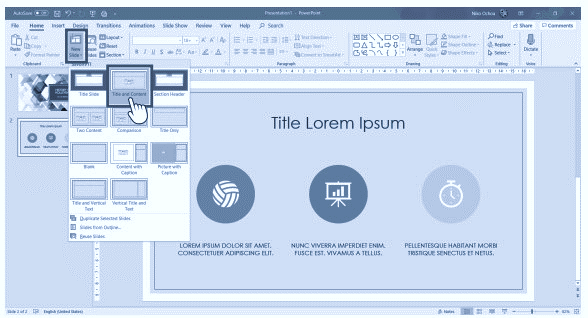 AutoSave
Presentation1 - PowerPoint
Nico Ochoa
File Home Insert Design Transitions Animations Slide Show Review View Help Search
Share Comments
Paste
Cut
Copy
Format Painter
Clipboard
New
Slide
Layout
Reset
Section
Text Direction
Align Text
Convert to SmartArt
Paragraph
Arrange
Quick
Styles
Shape Fill
Shape Outline
Shape Effects
Drawing
Find
Replace
Select
Editing
Dictate
Voice
Title Slide
Title and Content
Section Header
Two Content
Comparison
Title Only
Blank
Content with
Caption
Picture with
Caption
Title and Vertical
Text
Vertical Title and
Text
Duplicate Selected Slides
Slides from Outline...
Reuse Slides
1
2
Title Lorem Ipsum
LOREM IPSUM DOLOR SIT AMET,
CONSECTETUER ADIPISCING ELIT.
NUNC VIVERRA IMPERDIET ENIM.
FUSCE EST. VIVAMUS A TELLUS.
PELLENTESQUE HABITANT MORBI
TRISTIQUE SENECTUS ET NETUS.
Slide 2 of 2
English (United States)
Notes
42%